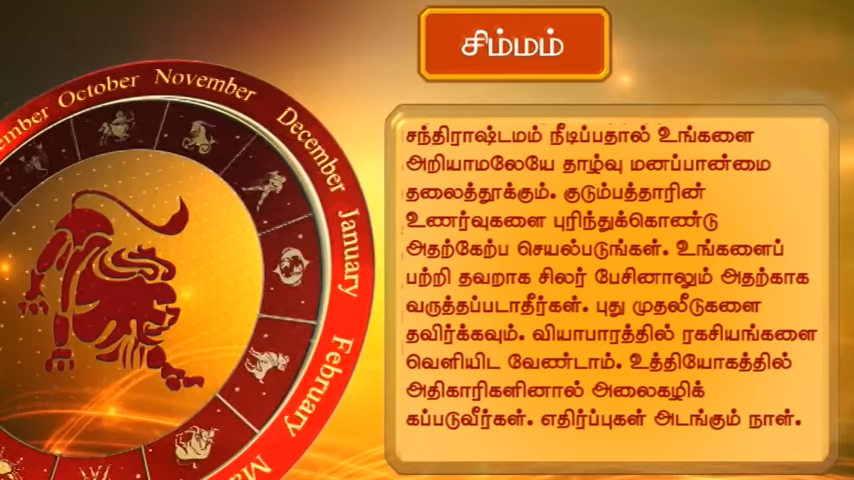 சிம்மம்
October
November
December
January
February
சந்திராஷ்டமம் நீடிப்பதால் உங்களை
அறியாமலேயே தாழ்வு மனப்பான்மை
தலைத்தூக்கும். குடும்பத்தாரின்
உணர்வுகளை புரிந்துக்கொண்டு
அதற்கேற்ப செயல்படுங்கள். உங்களைப்
பற்றி தவறாக சிலர் பேசினாலும் அதற்காக
வருத்தப்படாதீர்கள். புது முதலீடுகளை
தவிர்க்கவும். வியாபாரத்தில் ரகசியங்களை
வெளியிட வேண்டாம். உத்தியோகத்தில்
அதிகாரிகளினால் அலைகழிக்
கப்படுவீர்கள். எதிர்ப்புகள் அடங்கும் நாள்.